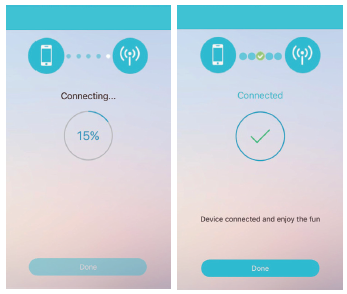 Connecting...
15%
Done
Connected
Device connected and enjoy the fun
Done